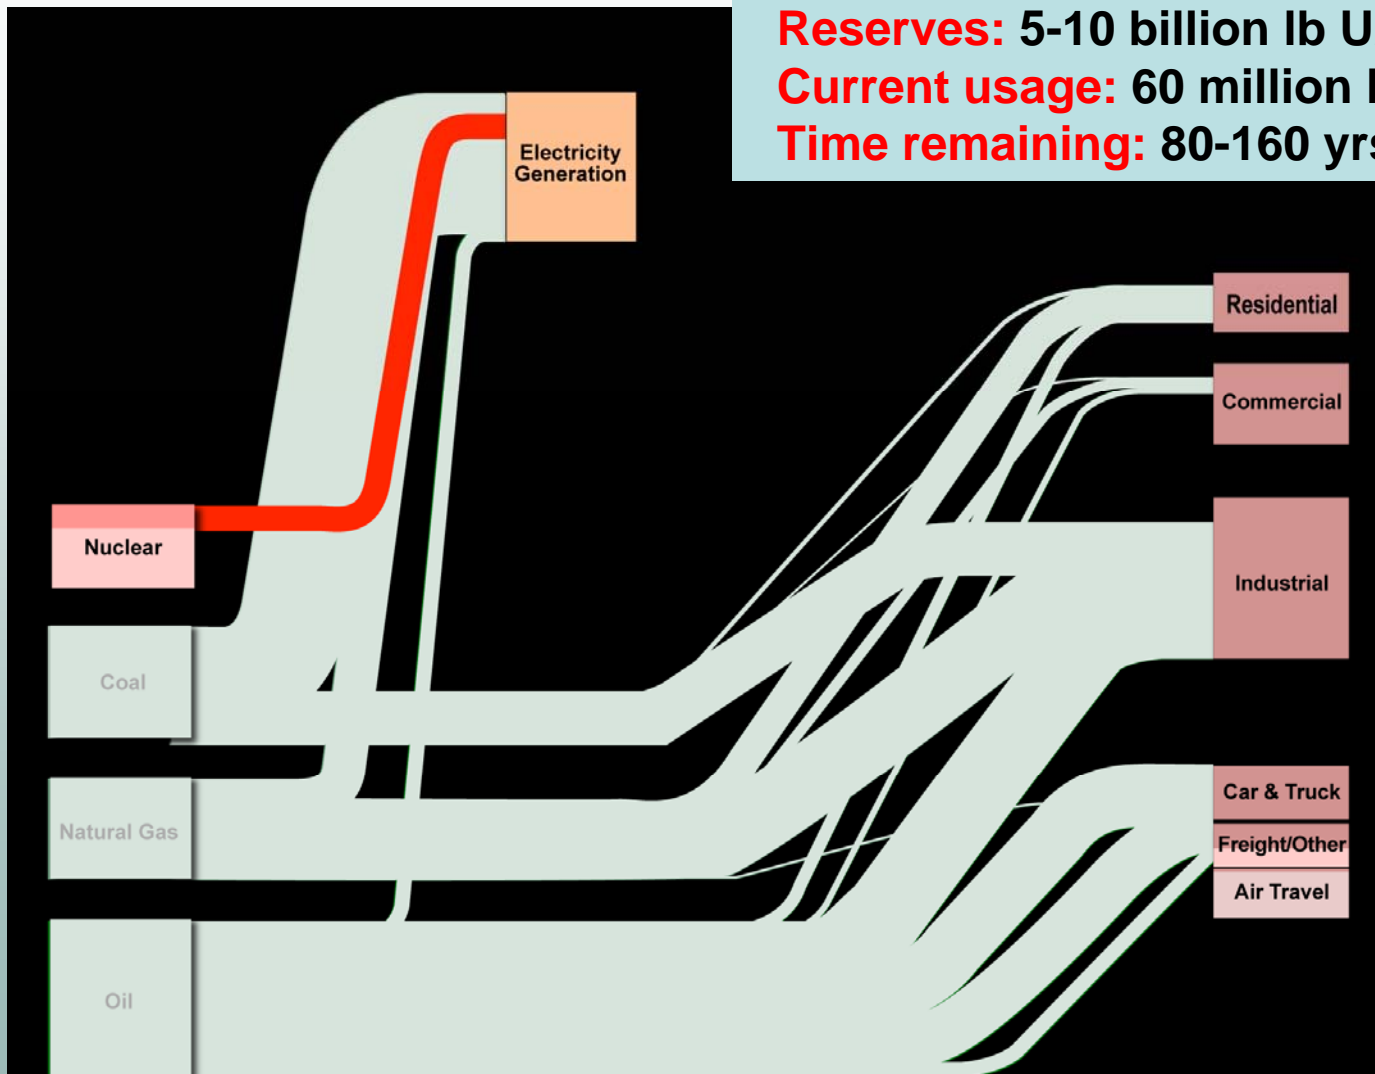 Reserves: 5-10 billion lb U
Current usage: 60 million
Time remaining: 80-160 yrs
Electricity
Generation
Residential
Commercial
Industrial
Nuclear
Coal
Natural Gas
Oil
Car & Truck
Freight/Other
Air Travel